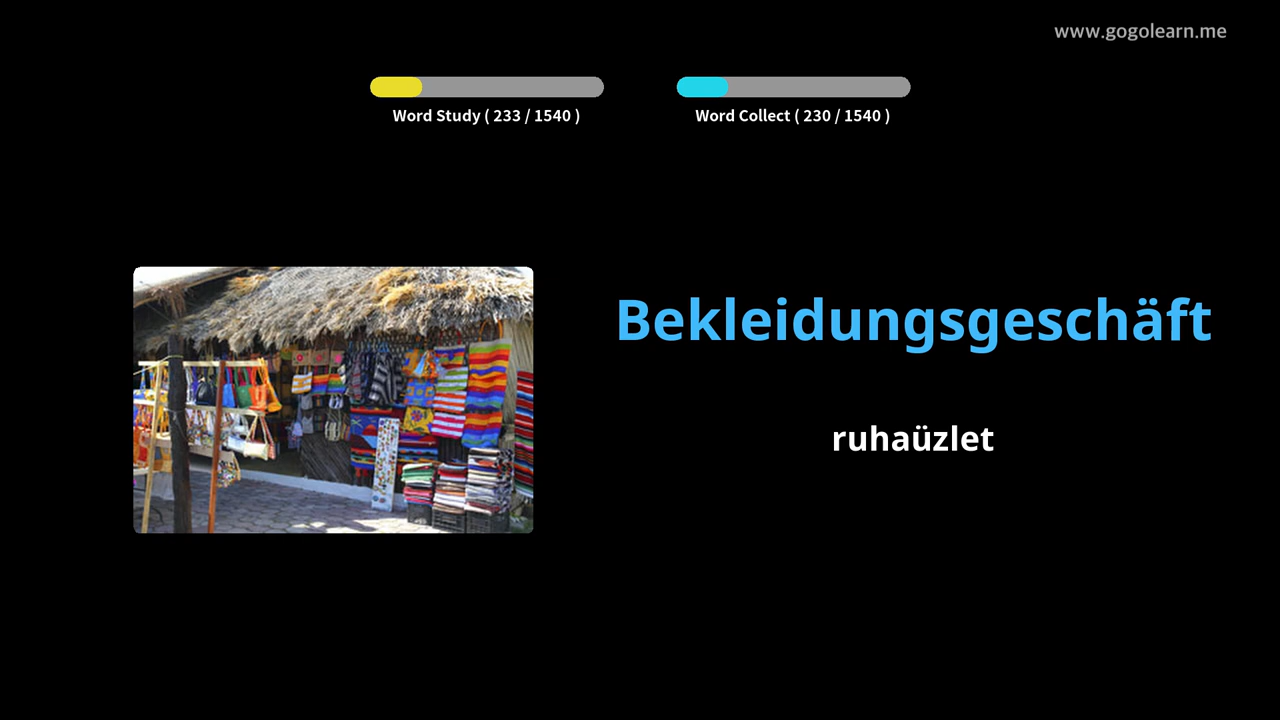 www.gogolearn.me
Word Study ( 233 / 1540 )
Word Collect ( 230 / 1540 )
Bekleidungsgeschäft
ruhaüzlet